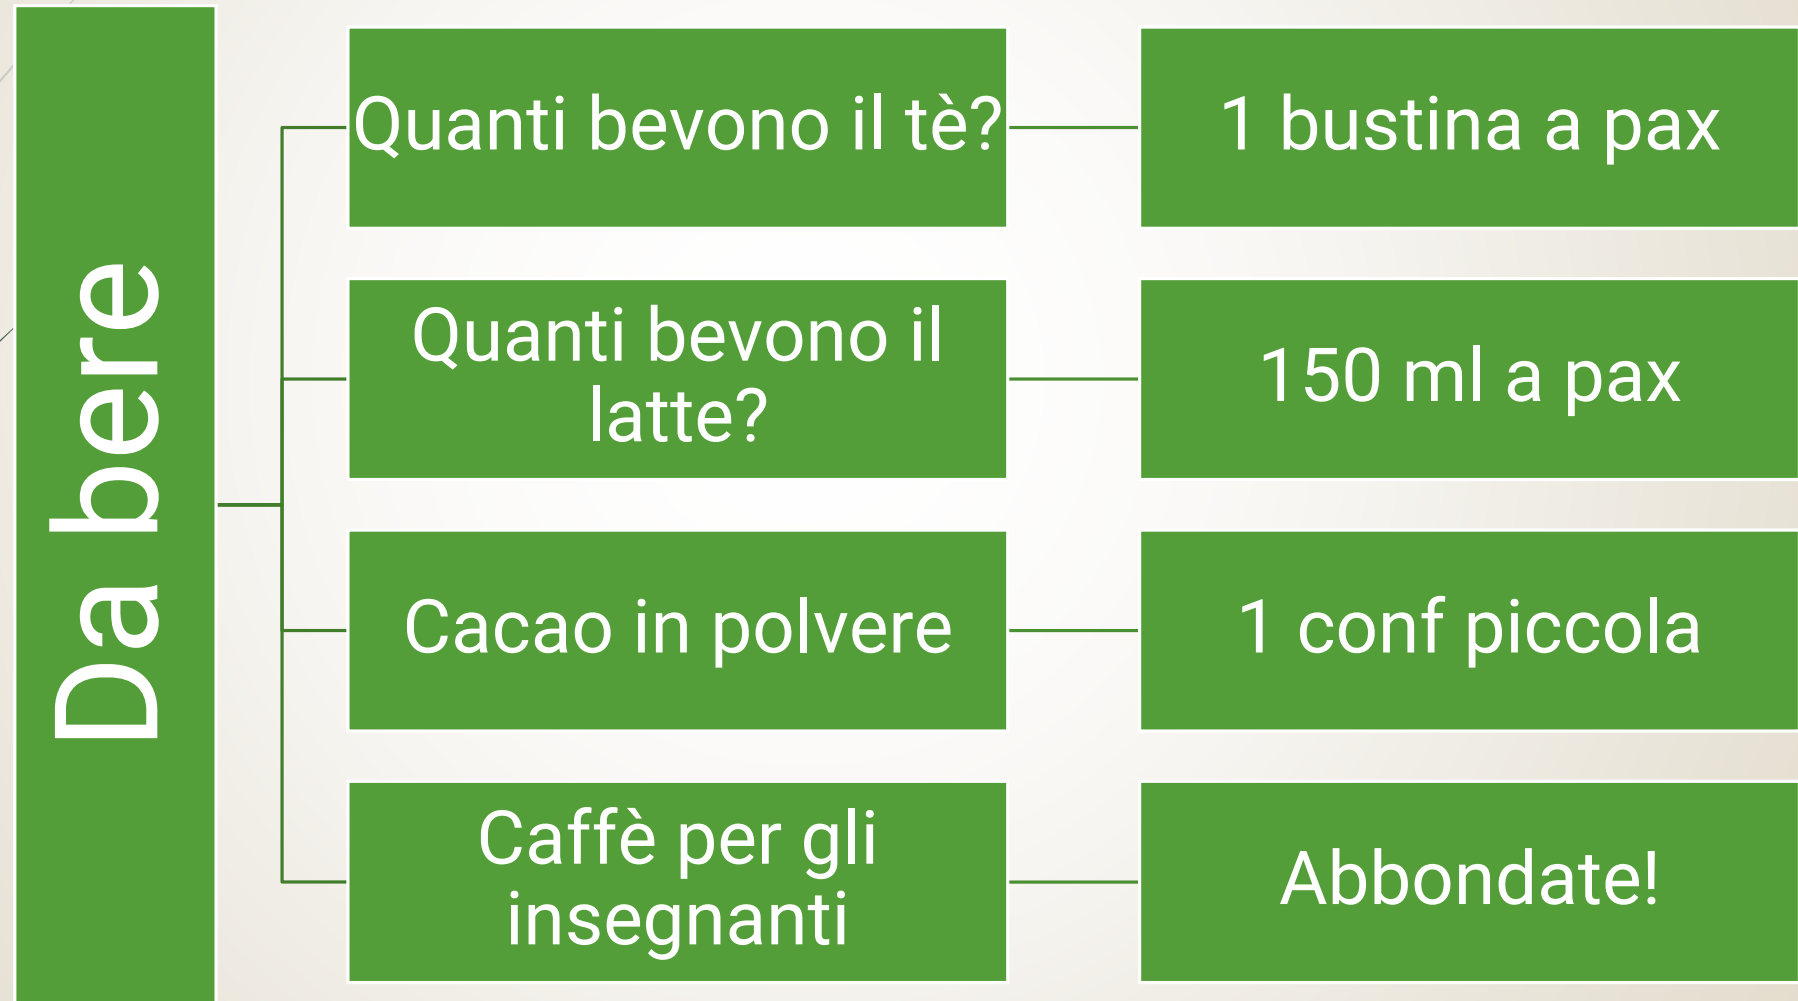 Da bere
Quanti bevono il tè?
1 bustina a pax
Quanti bevono il
latte?
150 ml a pax
Cacao in polvere
1 conf piccola
Caffè per gli
insegnanti
Abbondate!